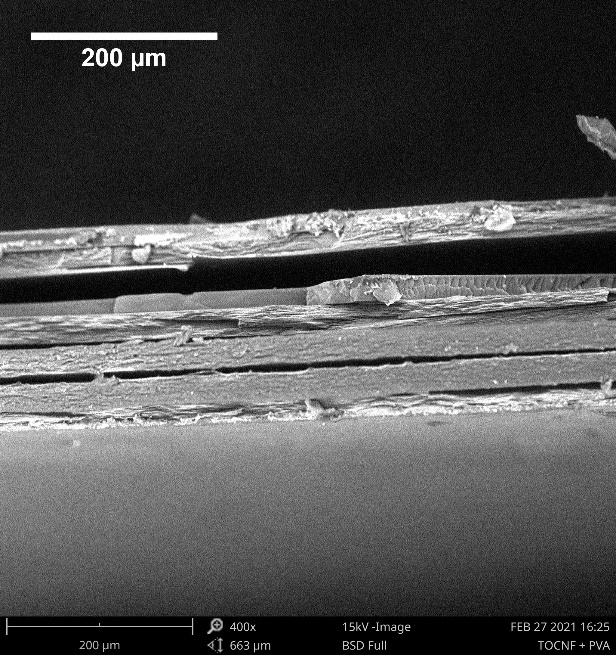 200 µm
400x
15kV -Image
FEB 27 2021 16:25
200 µm
663 µm
BSD Full
TOCNF + PVA